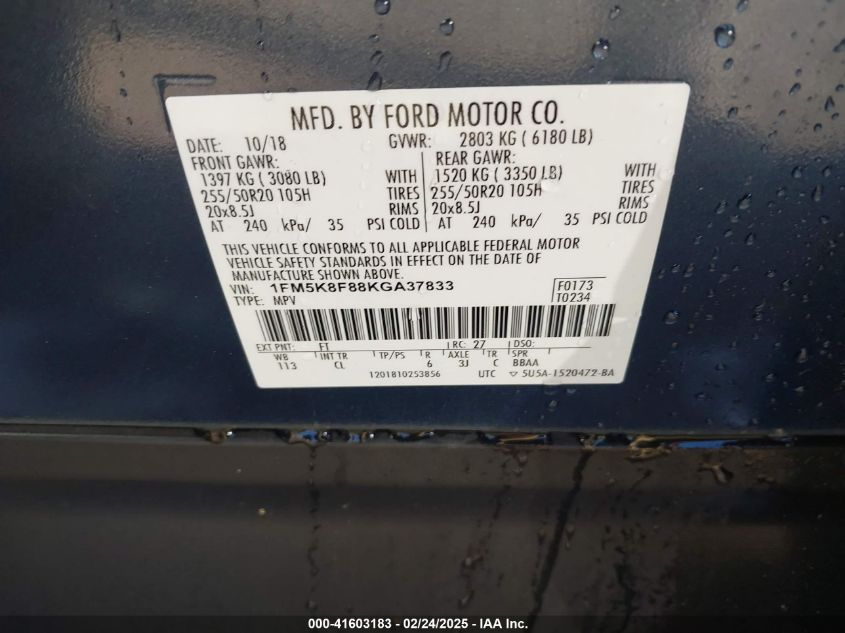 MFD. BY FORD MOTOR CO.
DATE: 10/18 GVWR: 2803 KG ( 6180 LB)
FRONT GAWR: REAR GAWR:
1397 KG ( 3080 LB) WITH 1520 KG ( 3350 LB) WITH
255/50R20 105H TIRES 255/50R20 105H TIRES
20x8.5J RIMS 20x8.5J RIMS
AT 240 kPa/ 35 PSI COLD AT 240 kPa/ 35 PSI COLD
THIS VEHICLE CONFORMS TO ALL APPLICABLE FEDERAL MOTOR
VEHICLE SAFETY STANDARDS IN EFFECT ON THE DATE OF
MANUFACTURE SHOWN ABOVE.
VIN: 1FM5K8F88KGA37833 F0173
TYPE: MPV T0234
EXT PNT: FT RC: 27 DSO:
WB INT TR TP/PS R AXLE TR SPR
113 CL 6 3J C BBAA
1201810253856 UTC ▽ 5U5A-1520472-BA
000-41603183 - 02/24/2025 - IAA Inc.